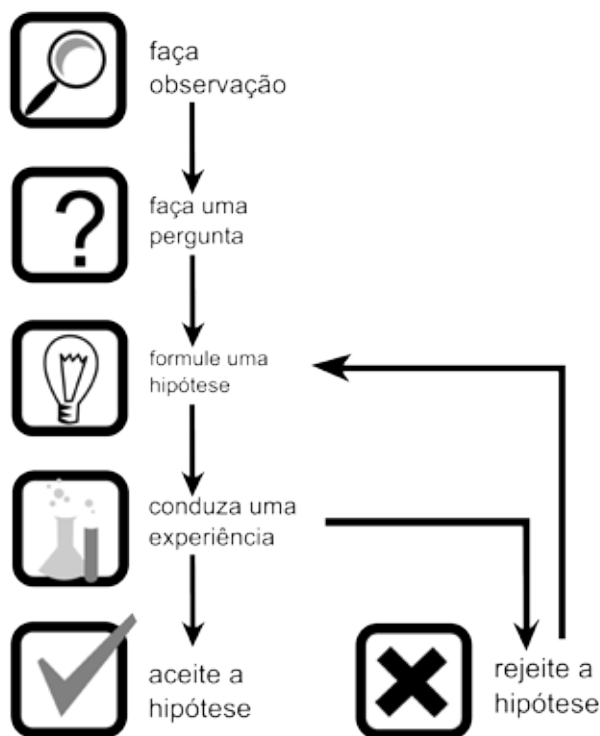 faça
observação
?
faça uma
pergunta
formule uma
hipótese
conduza uma
experiência
aceite a
hipótese
rejeite a
hipótese